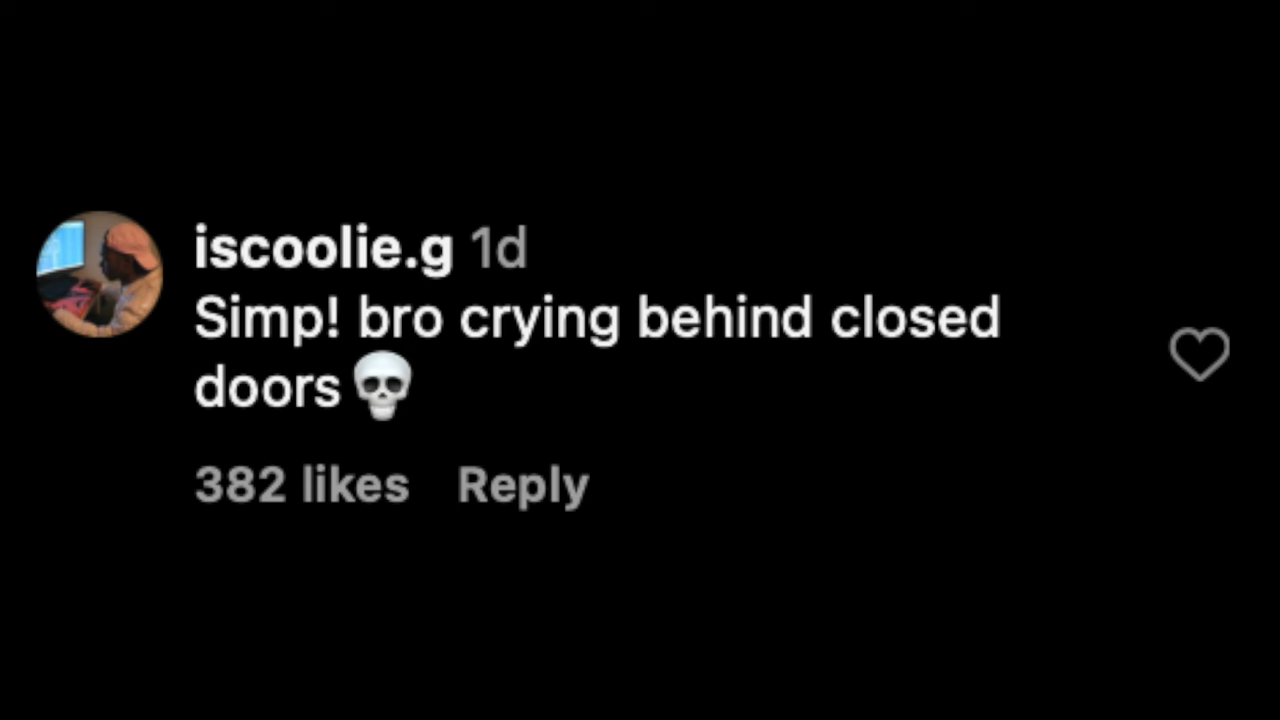 iscoolie.g 1d
Simp! bro crying behind closed
doors💀
382 likes Reply